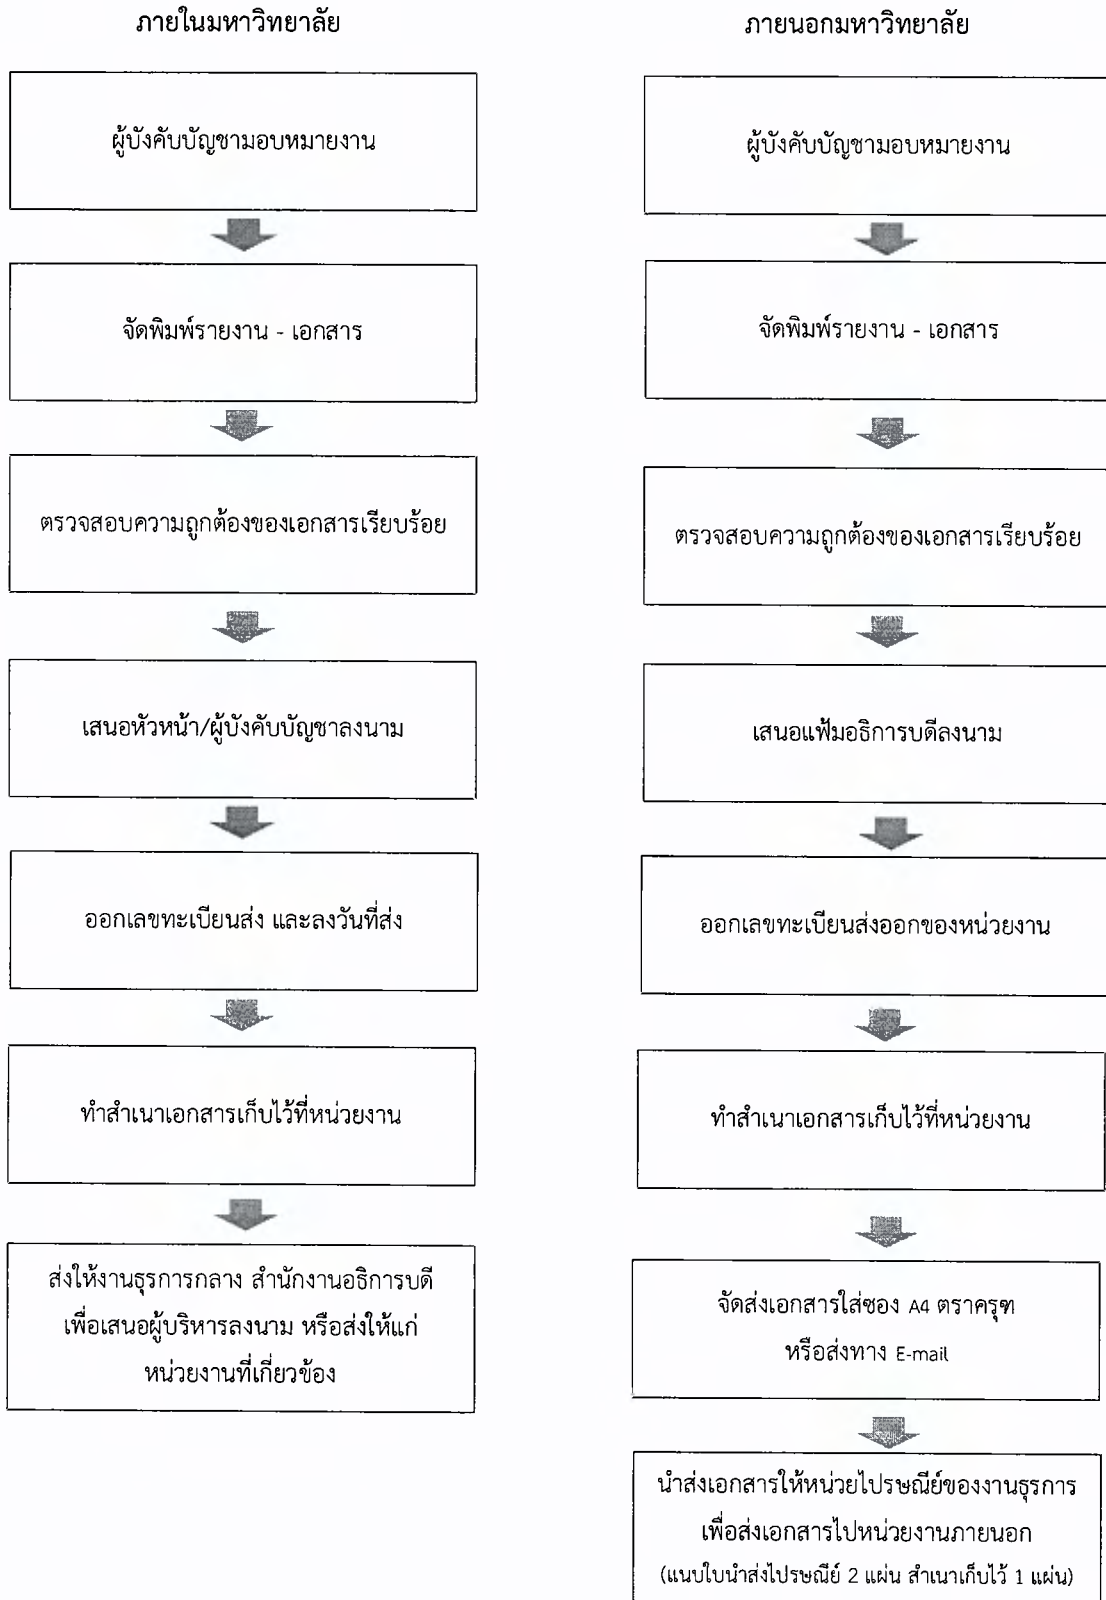 ภายในมหาวิทยาลัย
ผู้บังคับบัญชามอบหมายงาน
จัดพิมพ์รายงาน - เอกสาร
ตรวจสอบความถูกต้องของเอกสารเรียบร้อย
เสนอหัวหน้า/ผู้บังคับบัญชาลงนาม
ออกเลขทะเบียนส่ง และลงวันที่ส่ง
ทำสำเนาเอกสารเก็บไว้ที่หน่วยงาน
ส่งให้งานธุรการกลาง สำนักงานอธิการบดี
เพื่อเสนอผู้บริหารลงนาม หรือส่งให้แก่
หน่วยงานที่เกี่ยวข้อง
ภายนอกมหาวิทยาลัย
ผู้บังคับบัญชามอบหมายงาน
จัดพิมพ์รายงาน - เอกสาร
ตรวจสอบความถูกต้องของเอกสารเรียบร้อย
เสนอแฟ้มอธิการบดีลงนาม
ออกเลขทะเบียนส่งออกของหน่วยงาน
ทำสำเนาเอกสารเก็บไว้ที่หน่วยงาน
จัดส่งเอกสารใส่ซอง A4 ตราครุฑ
หรือส่งทาง E-mail
นำส่งเอกสารให้หน่วยไปรษณีย์ของงานธุรการ
เพื่อส่งเอกสารไปหน่วยงานภายนอก
(แนบใบนำส่งไปรษณีย์ 2 แผ่น สำเนาเก็บไว้ 1 แผ่น)